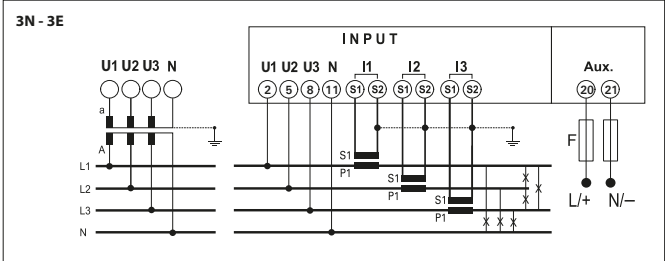 3N - 3E
INPUT
U1 U2 U3 N
U1 U2 U3 N I1 I2 I3
Aux.
2 5 8 11 S1 S2 S1 S2 S1 S2
20 21
a
A
F
S1
L1
P1
S1
L2
P1
S1
L3
P1
N
L/+ N/–